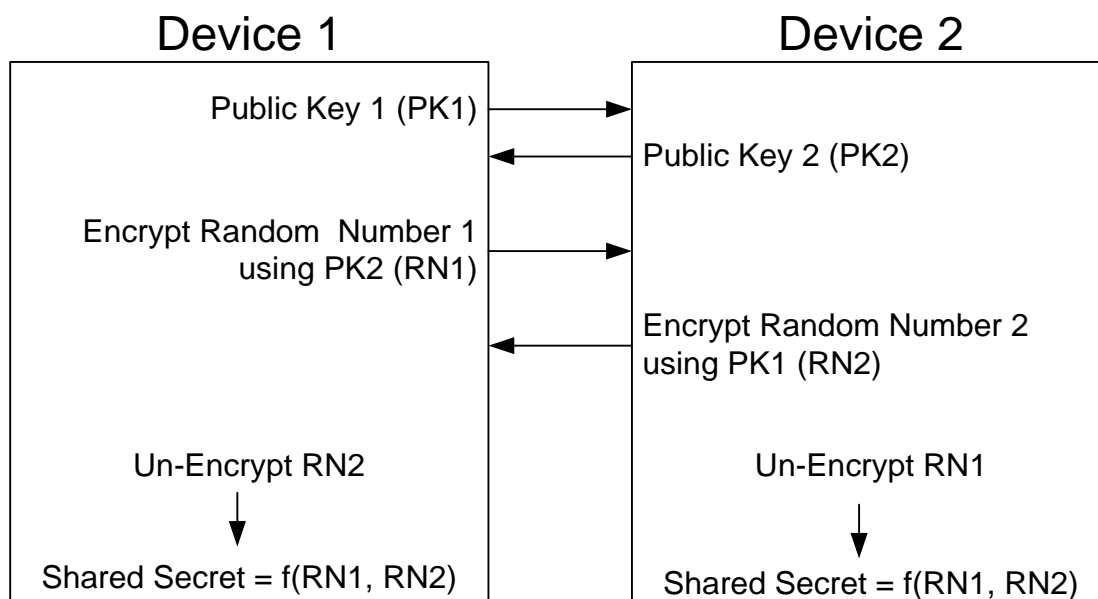 Device 1
Device 2
Public Key 1 (PK1)
Public Key 2 (PK2)
Encrypt Random Number 1
using PK2 (RN1)
Encrypt Random Number 2
using PK1 (RN2)
Un-Encrypt RN2
Un-Encrypt RN1
Shared Secret = f(RN1, RN2)
Shared Secret = f(RN1, RN2)